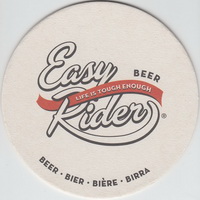 Easy
BEER
LIFE IS TOUGH ENOUGH
Rider®
BEER • BIER • BIÈRE • BIRRA